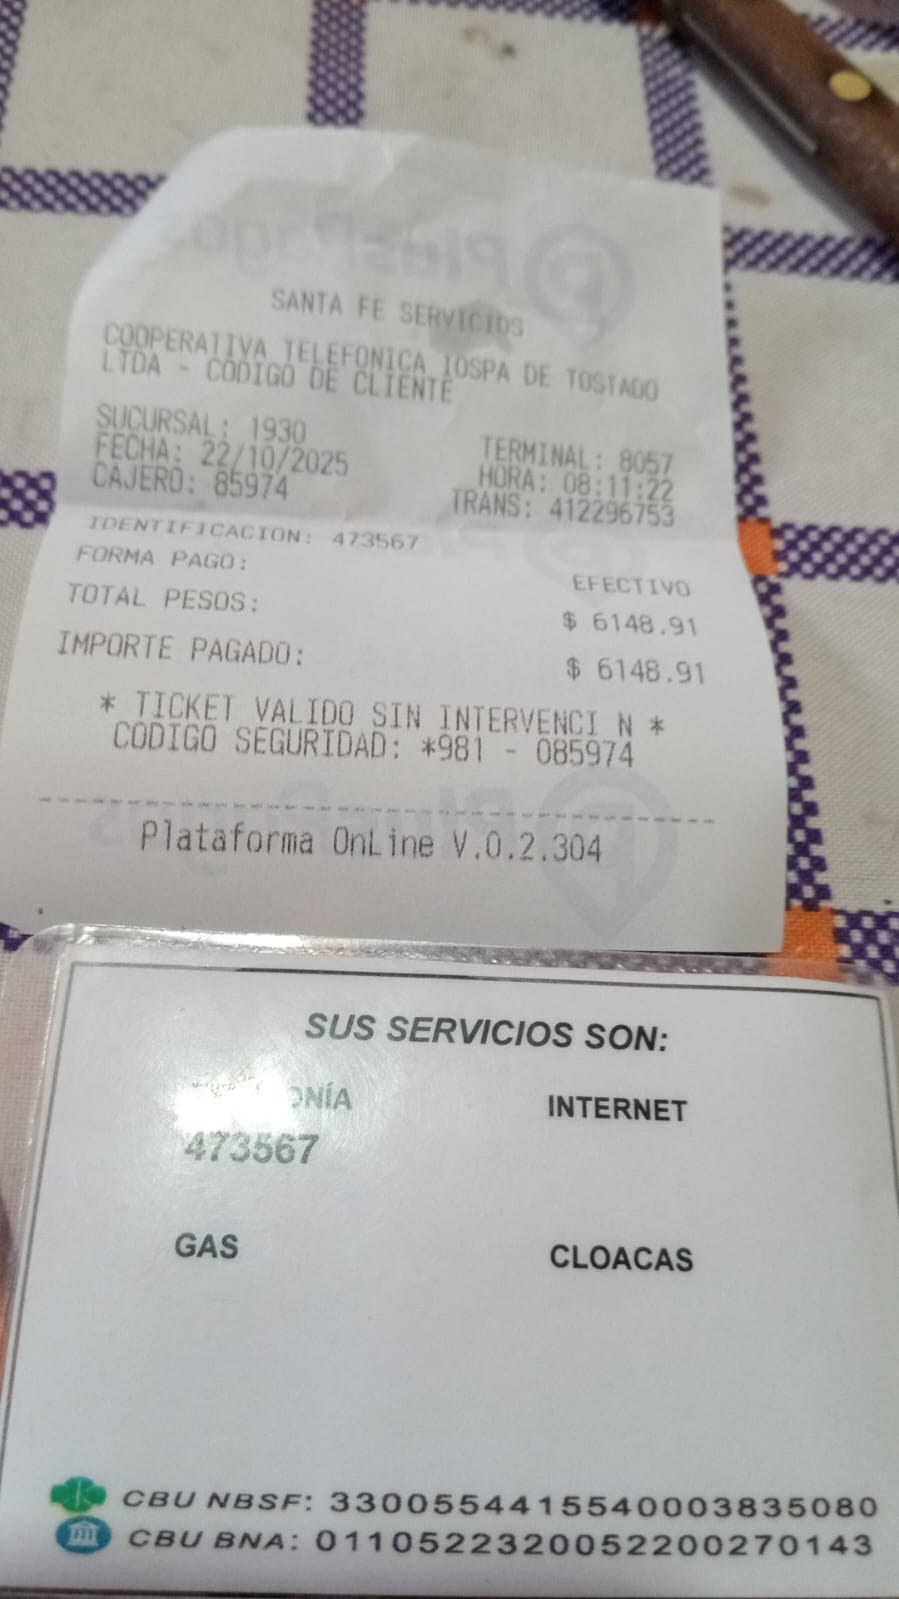 SANTA FE SERVICIOS
COOPERATIVA TELEFONICA IOSPA DE TOSTADO
LTDA - CODIGO DE CLIENTE
SUCURSAL: 1930 TERMINAL: 8057
FECHA: 22/10/2025 HORA: 08:11:22
CAJERO: 85974 TRANS: 412296753
IDENTIFICACION: 473567
FORMA PAGO: EFECTIVO
TOTAL PESOS: $ 6148.91
IMPORTE PAGADO: $ 6148.91
* TICKET VALIDO SIN INTERVENCI N *
CODIGO SEGURIDAD: *981 - 085974
Plataforma OnLine V.0.2.304
SUS SERVICIOS SON:
INTERNET
473567
GAS CLOACAS
CBU NBSF: 3300554415540003835080
CBU BNA: 0110522320052200270143